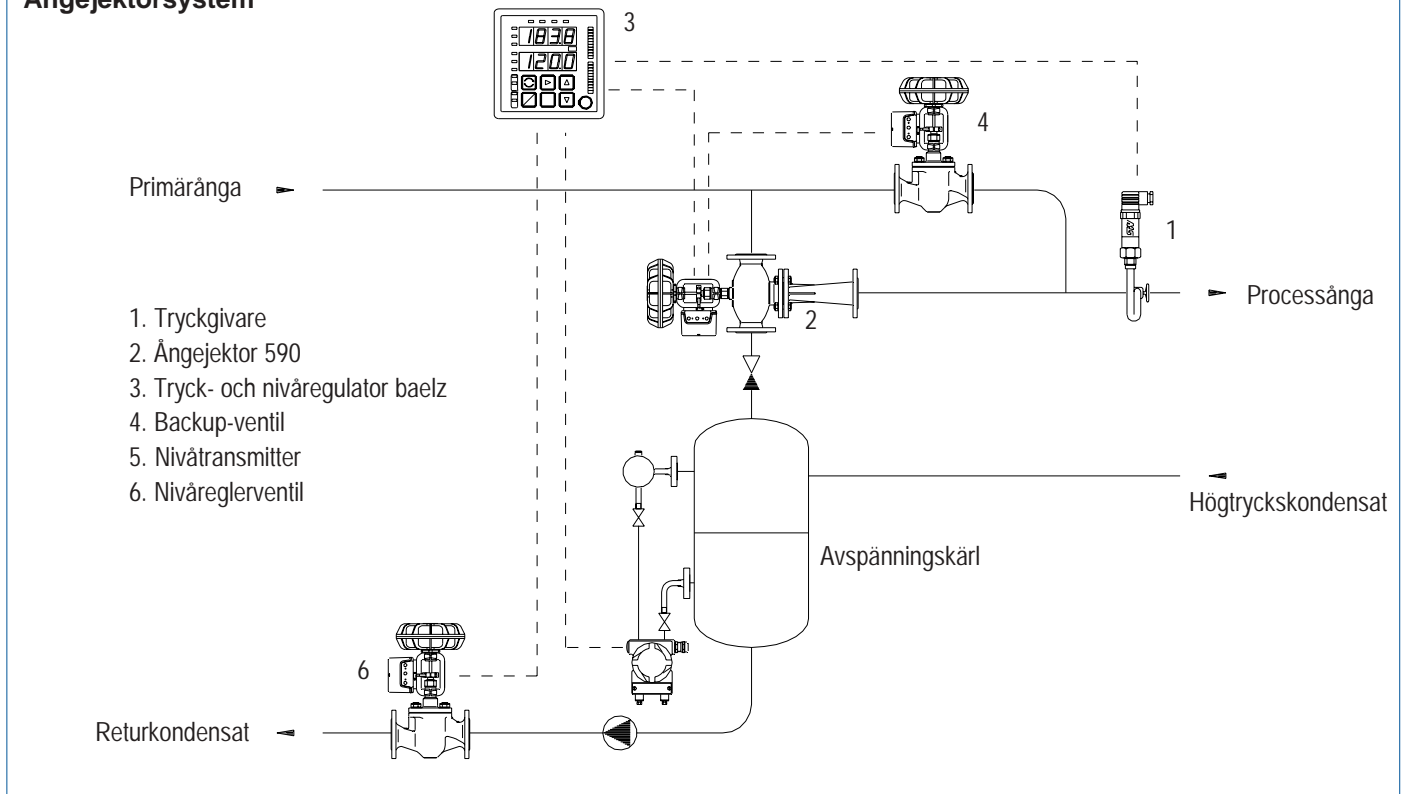 Ångejektorsystem
3
183.8
120.0
4
Primärånga
1
Processånga
2
1. Tryckgivare
2. Ångejektor 590
3. Tryck- och nivåregulator baelz
4. Backup-ventil
5. Nivåtransmitter
6. Nivåreglerventil
Högtryckskondensat
Avspänningskärl
6
Returkondensat